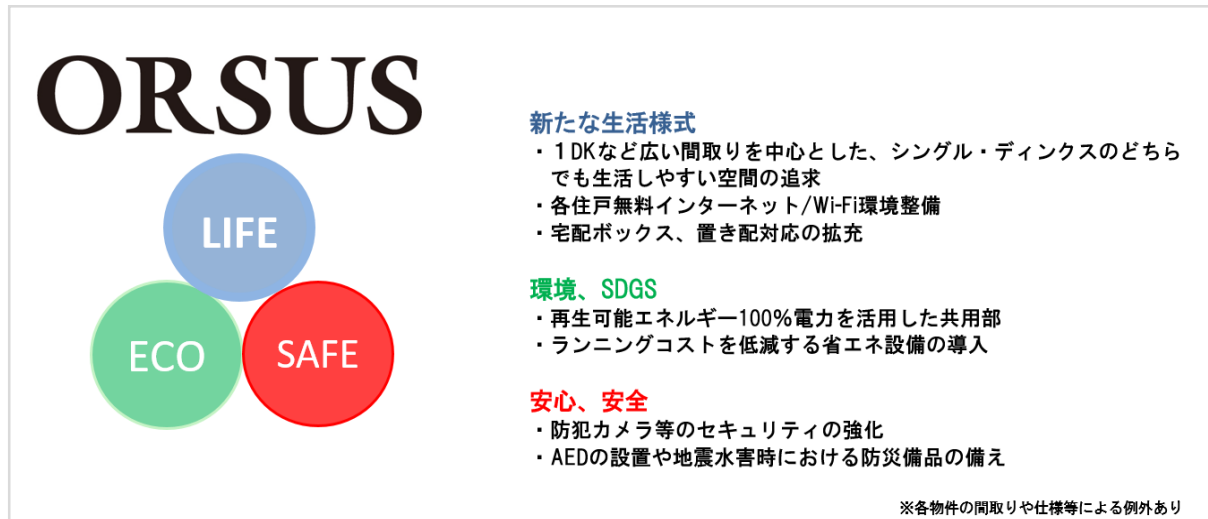 ORSUS
LIFE
ECO
SAFE
新たな生活様式
・１DKなど広い間取りを中心とした、シングル・ディンクスのどちら
でも生活しやすい空間の追求
・各住戸無料インターネット/Wi-Fi環境整備
・宅配ボックス、置き配対応の拡充
環境、SDGS
・再生可能エネルギー100%電力を活用した共用部
・ランニングコストを低減する省エネ設備の導入
安心、安全
・防犯カメラ等のセキュリティの強化
・AEDの設置や地震水害時における防災備品の備え
※各物件の間取りや仕様等による例外あり